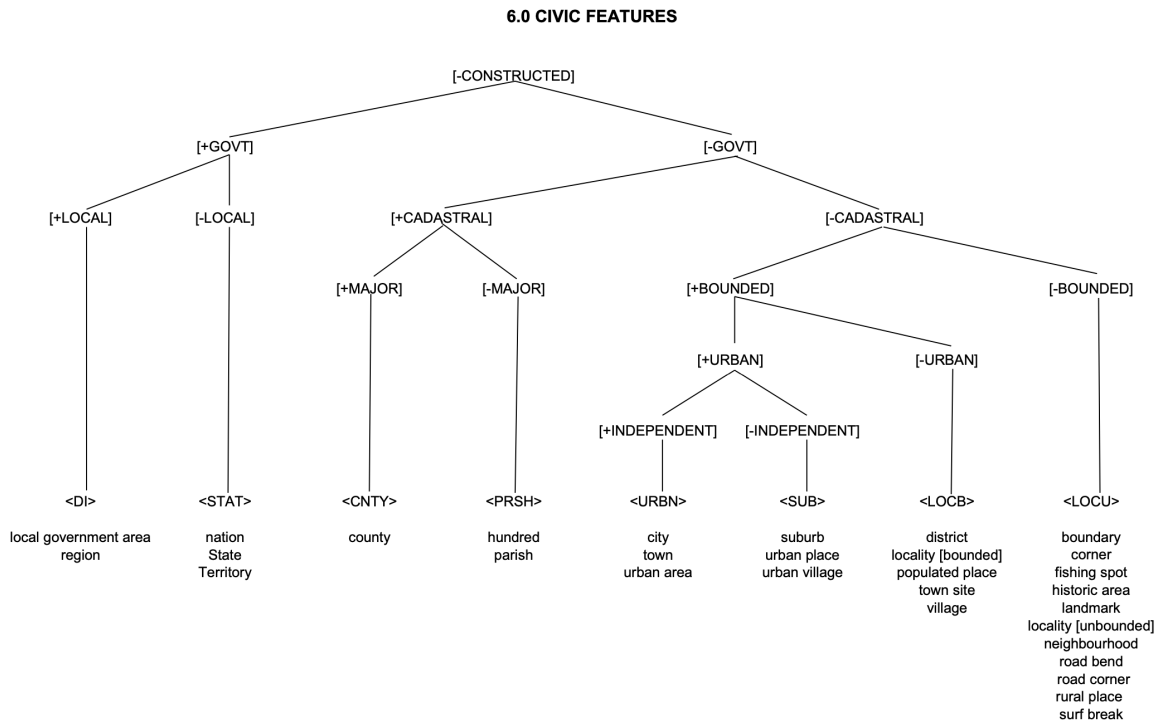 6.0 CIVIC FEATURES
[-CONSTRUCTED]
[+GOVT]
[-GOVT]
[+LOCAL]
[-LOCAL]
[+CADASTRAL]
[-CADASTRAL]
[+MAJOR]
[-MAJOR]
[+BOUNDED]
[-BOUNDED]
[+URBAN]
[-URBAN]
[+INDEPENDENT]
[-INDEPENDENT]
<DI>
local government area
region
<STAT>
nation
State
Territory
<CNTY>
county
<PRSH>
hundred
parish
<URBN>
city
town
urban area
<SUB>
suburb
urban place
urban village
<LOCB>
district
locality [bounded]
populated place
town site
village
<LOCU>
boundary
corner
fishing spot
historic area
landmark
locality [unbounded]
neighbourhood
road bend
road corner
rural place
surf break